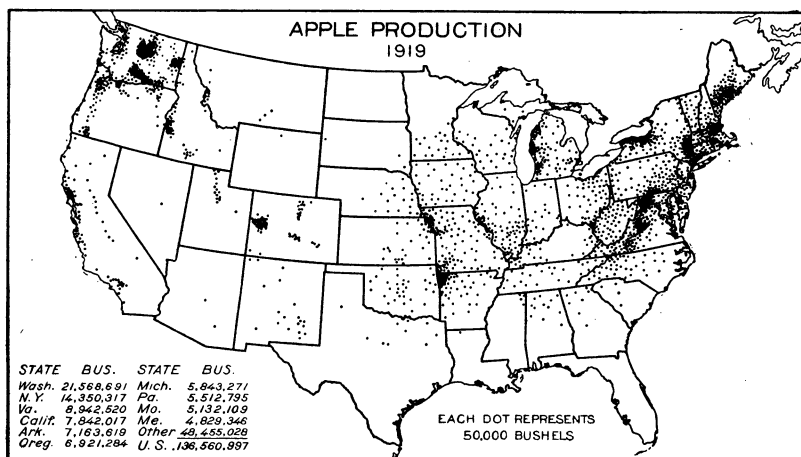 APPLE PRODUCTION
1919
STATE BUS. STATE BUS.
Wash. 21,568,691 Mich. 5,843,271
N.Y. 14,350,317 Pa. 5,512,795
Va. 8,942,520 Mo. 5,132,109
Calif. 7,842,017 Me. 4,829,346
Ark. 7,163,619 Other 48,455,028
Oreg. 6,921,284 U.S. 136,560,997
EACH DOT REPRESENTS
50,000 BUSHELS